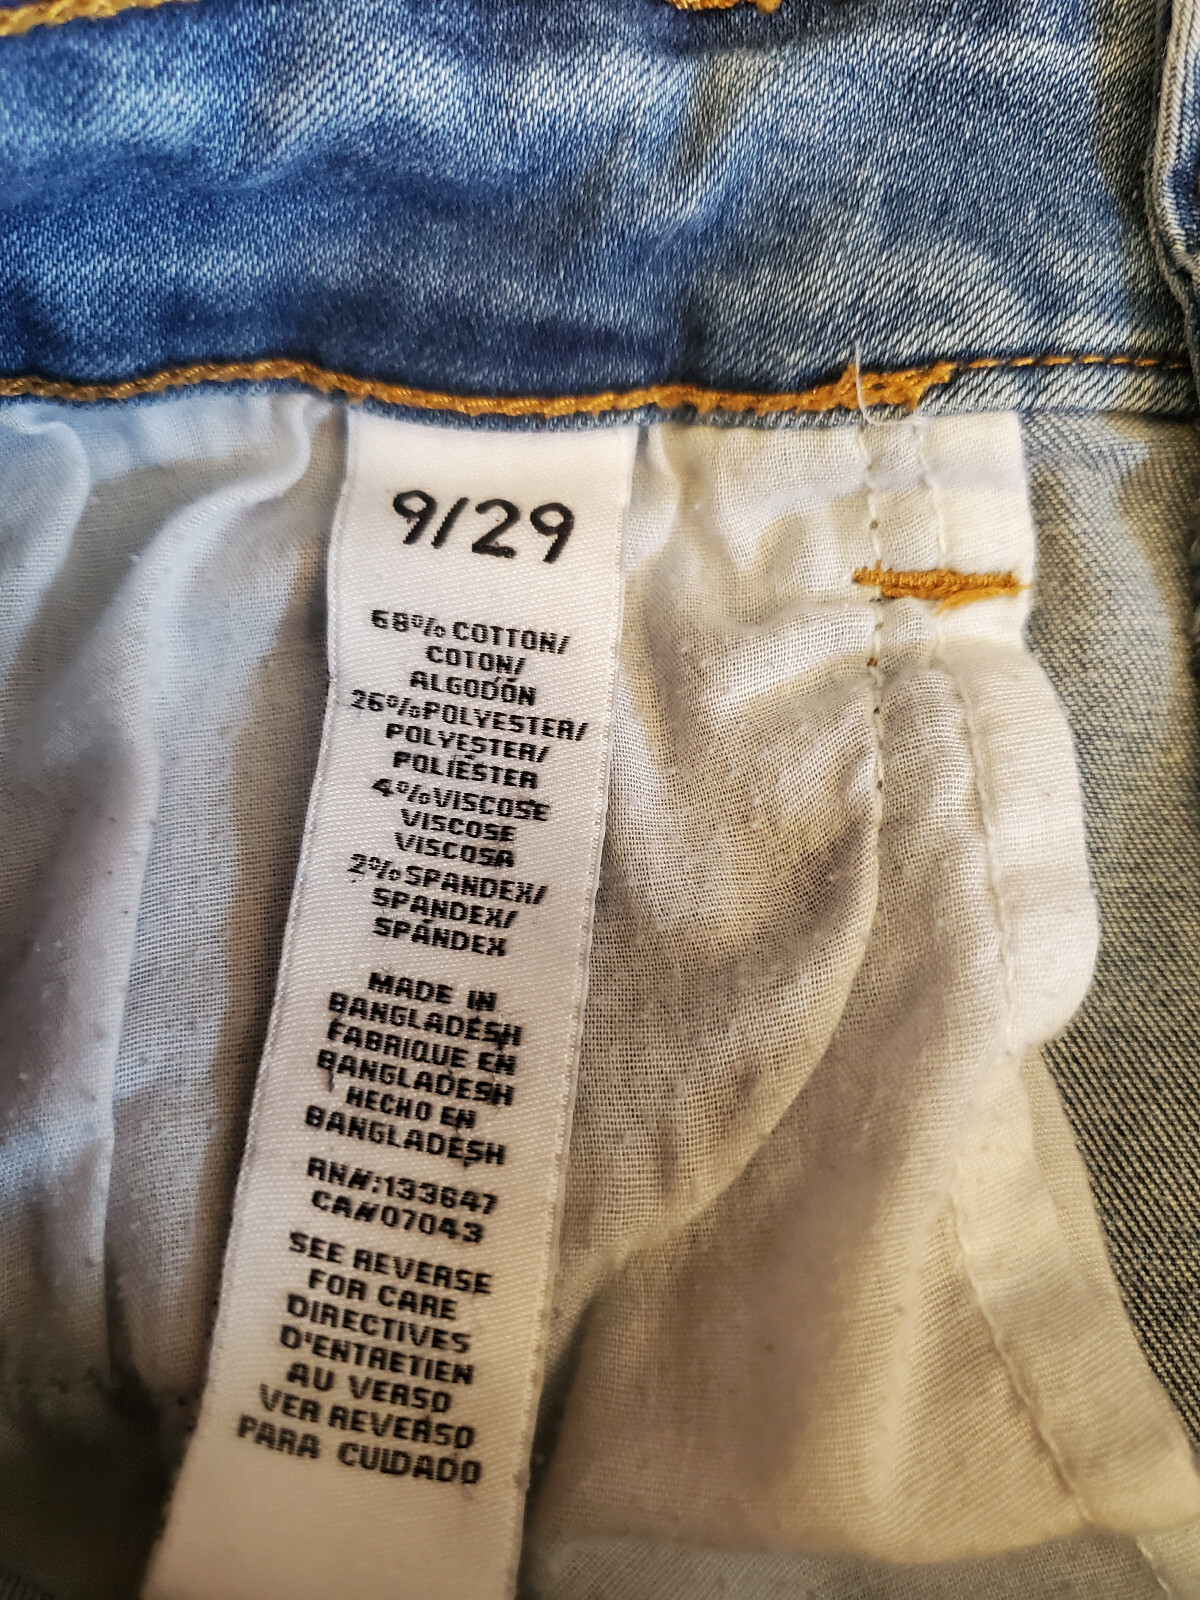 9/29
68% COTTON/
COTON/
ALGODÓN
26%POLYESTER/
POLYESTER/
POLIÉSTER
4%VISCOSE
VISCOSE
VISCOSA
2%SPANDEX/
SPANDEX/
SPÁNDEX
MADE IN
BANGLADESH
FABRIQUE EN
BANGLADESH
HECHO EN
BANGLADESH
RN#:133647
CA#07043
SEE REVERSE
FOR CARE
DIRECTIVES
D'ENTRETIEN
AU VERSO
VER REVERSO
PARA CUIDADO